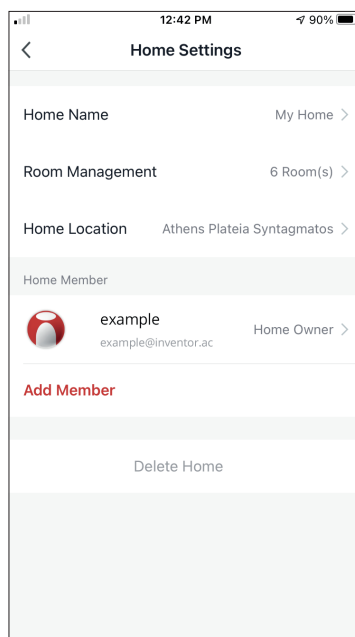 12:42 PM 90%
Home Settings
Home Name My Home
Room Management 6 Room(s)
Home Location Athens Plateia Syntagmatos
Home Member
example
example@inventor.ac
Home Owner
Add Member
Delete Home